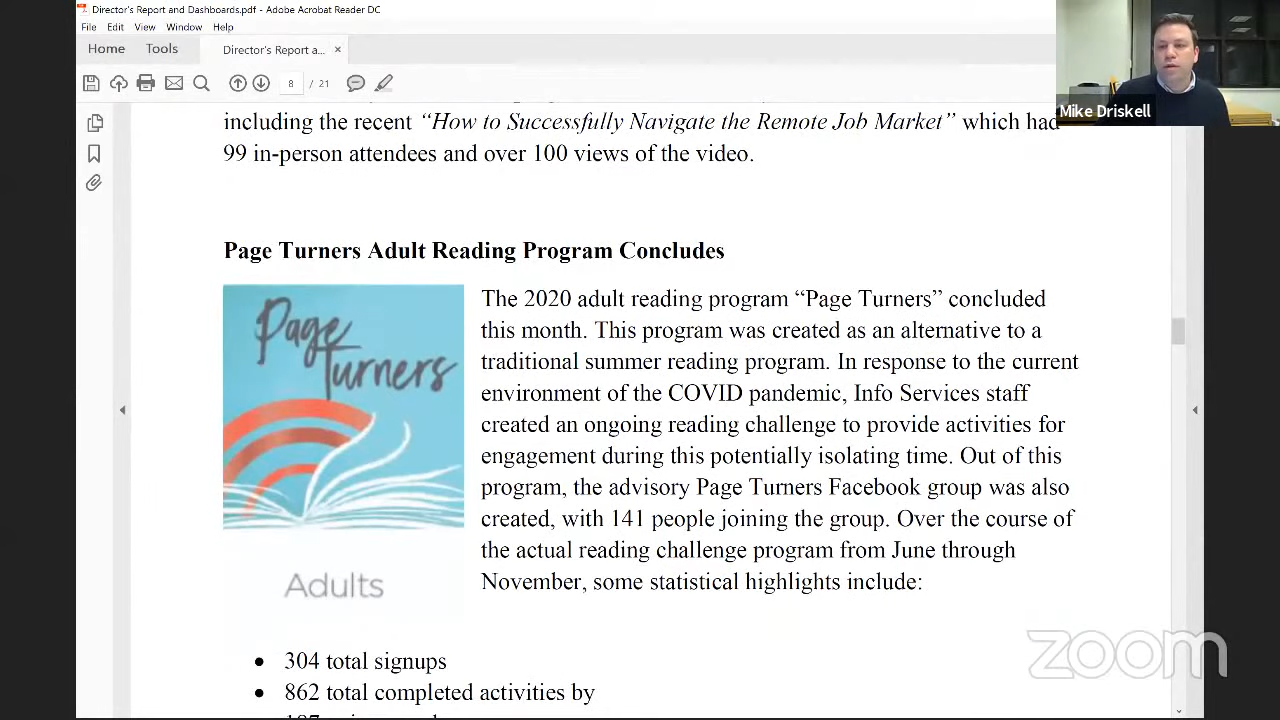 Director's Report and Dashboards.pdf - Adobe Acrobat Reader DC
File Edit View Window Help
Home Tools Director's Report a... ×
8 / 21
Mike Driskell
including the recent “How to Successfully Navigate the Remote Job Market” which had
99 in-person attendees and over 100 views of the video.
Page Turners Adult Reading Program Concludes
Page
Turners
Adults
The 2020 adult reading program “Page Turners” concluded
this month. This program was created as an alternative to a
traditional summer reading program. In response to the current
environment of the COVID pandemic, Info Services staff
created an ongoing reading challenge to provide activities for
engagement during this potentially isolating time. Out of this
program, the advisory Page Turners Facebook group was also
created, with 141 people joining the group. Over the course of
the actual reading challenge program from June through
November, some statistical highlights include:
• 304 total signups
• 862 total completed activities by
zoom